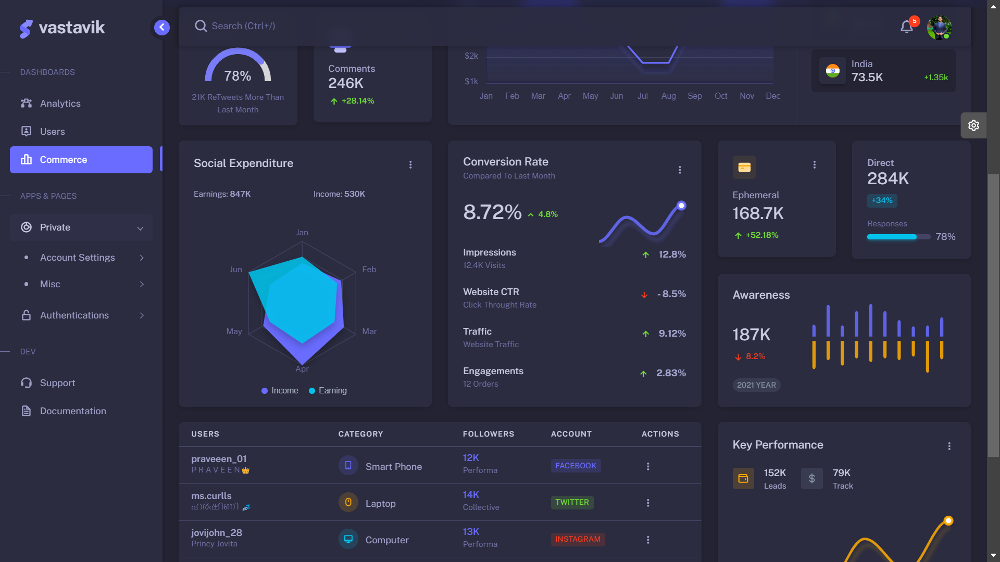 vastavik
DASHBOARDS
Analytics
Users
Commerce
APPS & PAGES
Private
Account Settings
Misc
Authentications
DEV
Support
Documentation
Search (Ctrl+/)
5
78%
21K ReTweets More Than
Last Month
Comments
246K
+28.14%
$2k
$1k
Jan Feb Mar Apr May Jun Jul Aug Sep Oct Nov Dec
India
73.5K
+1.35k
Social Expenditure
Earnings: 847K
Income: 530K
Jan
Feb
Mar
Apr
May
Jun
Income Earning
Conversion Rate
Compared To Last Month
8.72% 4.8%
Impressions
12.4K Visits
12.8%
Website CTR
Click Throught Rate
-8.5%
Traffic
Website Traffic
9.12%
Engagements
12 Orders
2.83%
Ephemeral
168.7K
+52.18%
Direct
284K
+34%
Responses
78%
Awareness
187K
8.2%
2021 YEAR
USERS CATEGORY FOLLOWERS ACCOUNT ACTIONS
praveeen_01
P R A V E E N👑
Smart Phone
12K
Performa
FACEBOOK
ms.curlls
ഹർഷിണി 💤
Laptop
14K
Collective
TWITTER
jovijohn_28
Princy Jovita
Computer
13K
Performa
INSTAGRAM
Key Performance
152K
Leads
$
79K
Track